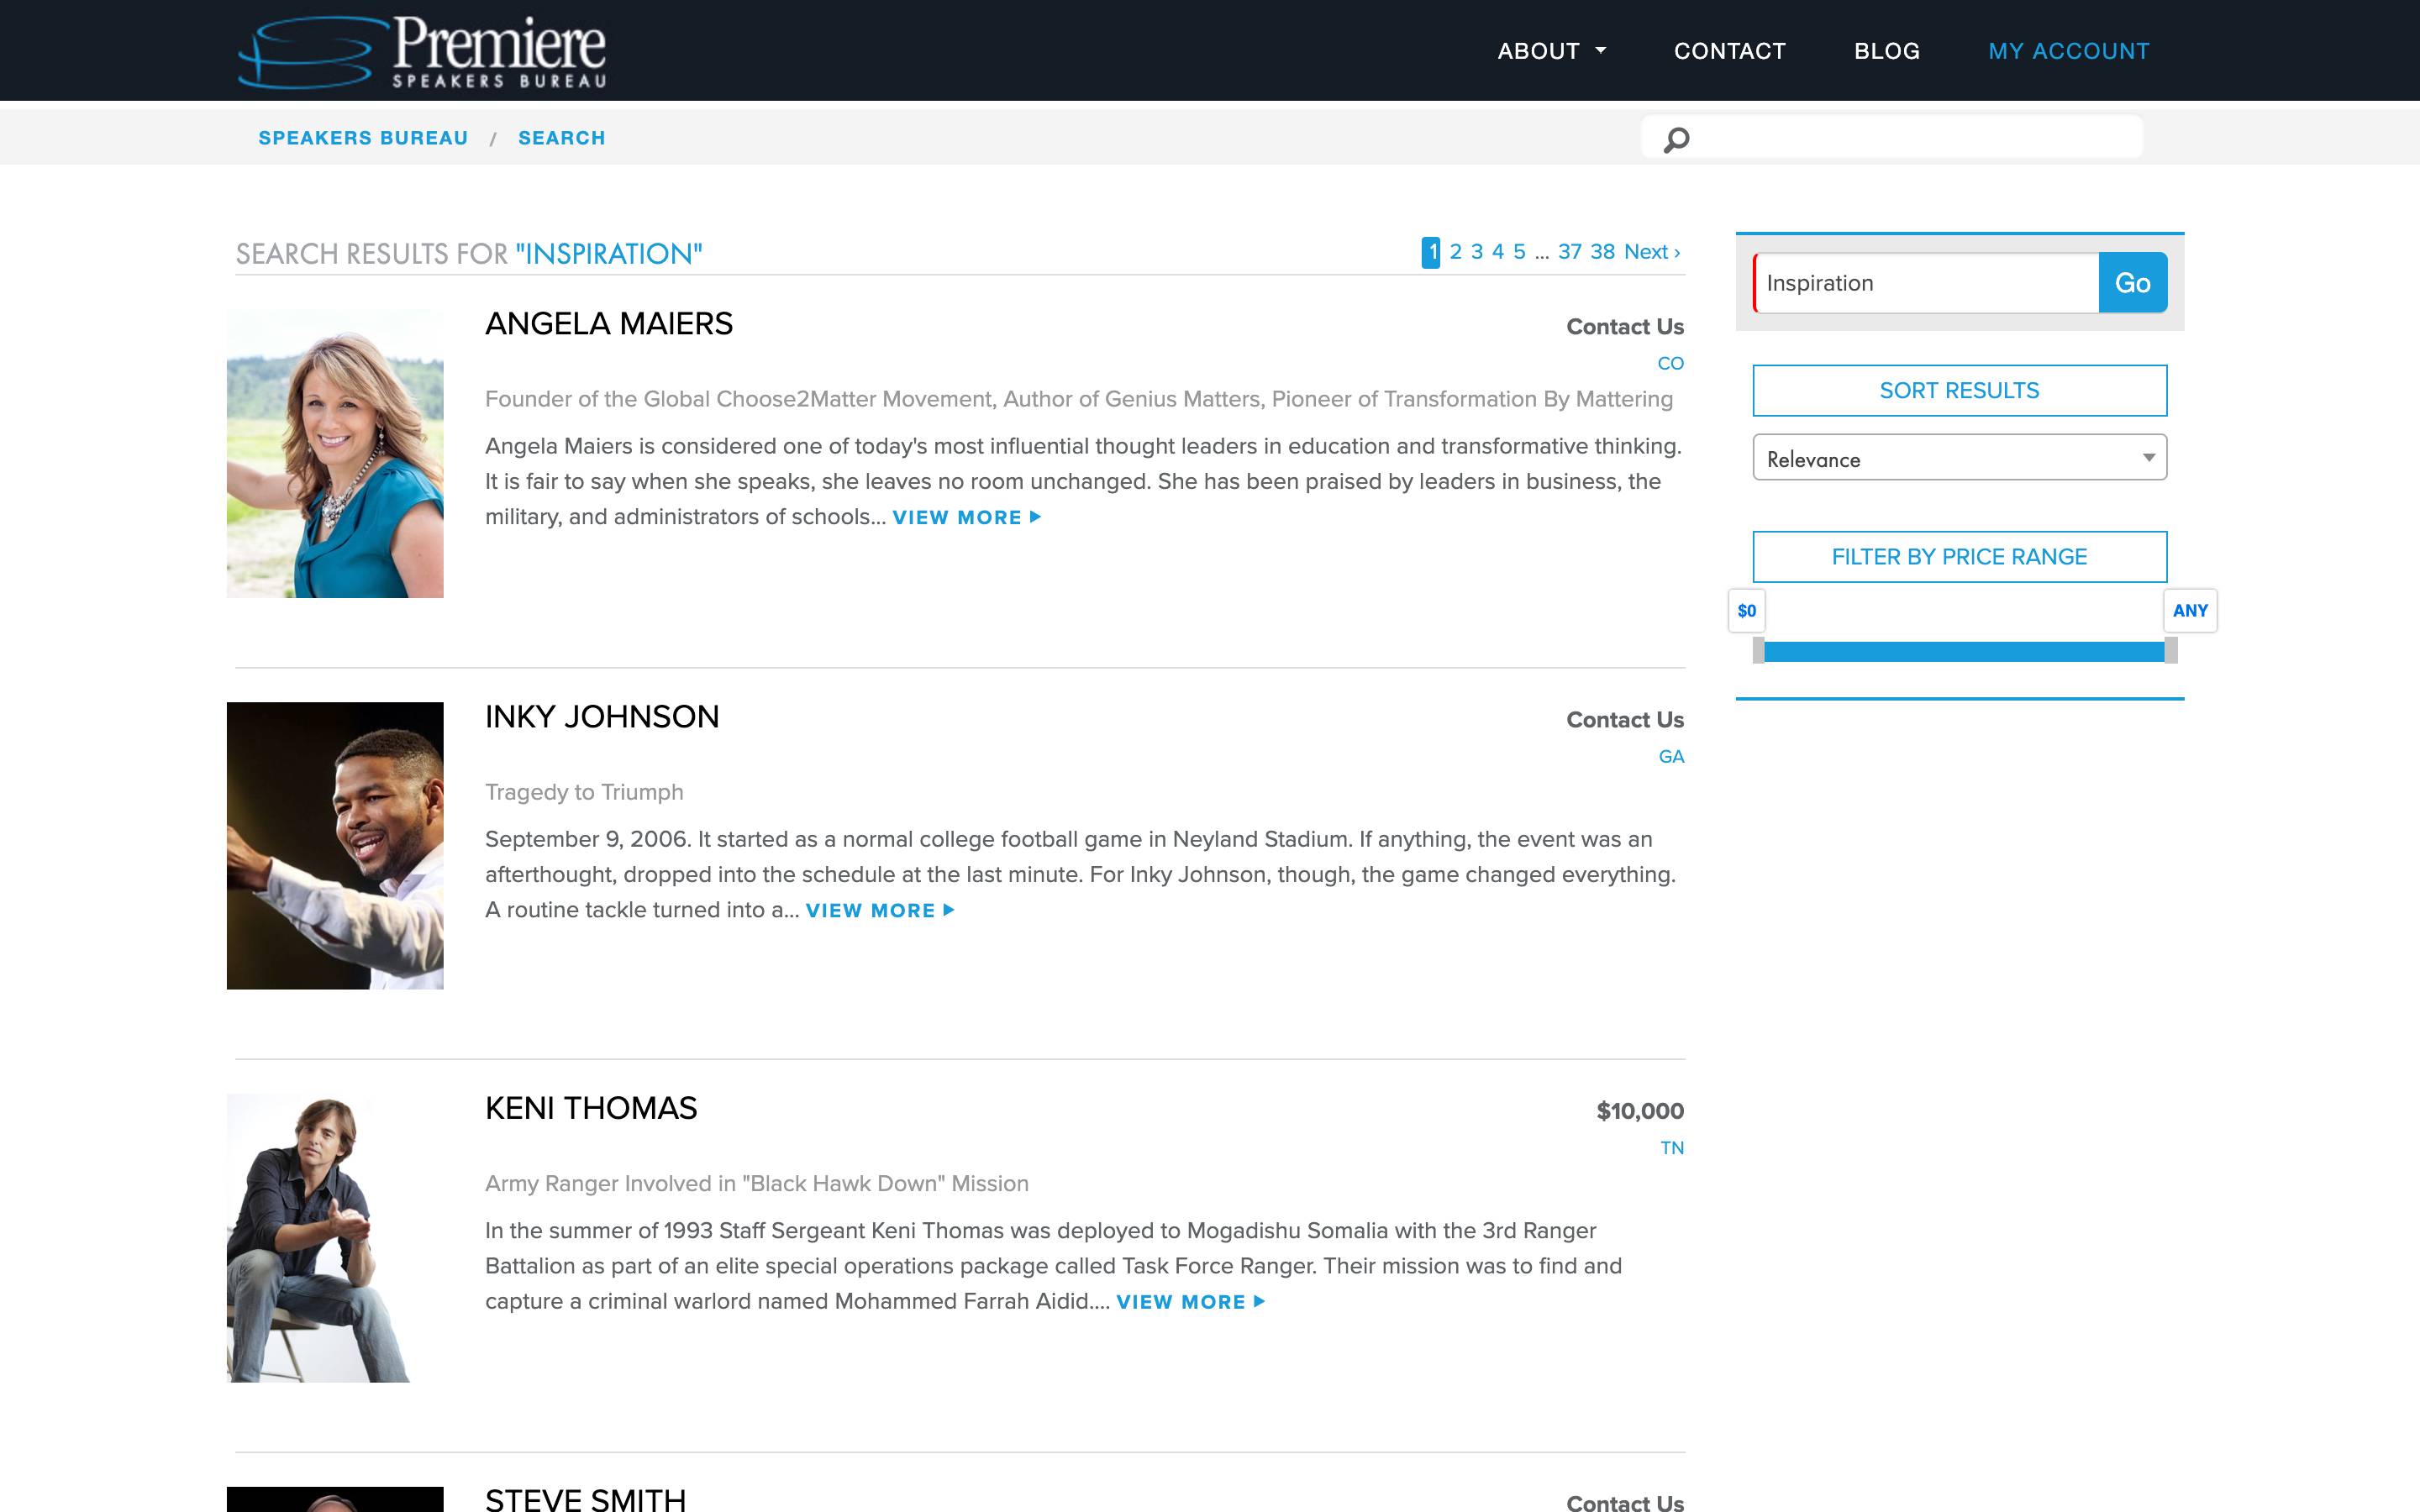 Premiere
SPEAKERS BUREAU
ABOUT
CONTACT
BLOG
MY ACCOUNT
SPEAKERS BUREAU / SEARCH
SEARCH RESULTS FOR "INSPIRATION"
1 2 3 4 5 ... 37 38 Next ›
ANGELA MAIERS
Contact Us
CO
Founder of the Global Choose2Matter Movement, Author of Genius Matters, Pioneer of Transformation By Mattering
Angela Maiers is considered one of today's most influential thought leaders in education and transformative thinking.
It is fair to say when she speaks, she leaves no room unchanged. She has been praised by leaders in business, the
military, and administrators of schools... VIEW MORE
INKY JOHNSON
Contact Us
GA
Tragedy to Triumph
September 9, 2006. It started as a normal college football game in Neyland Stadium. If anything, the event was an
afterthought, dropped into the schedule at the last minute. For Inky Johnson, though, the game changed everything.
A routine tackle turned into a... VIEW MORE
KENI THOMAS
$10,000
TN
Army Ranger Involved in "Black Hawk Down" Mission
In the summer of 1993 Staff Sergeant Keni Thomas was deployed to Mogadishu Somalia with the 3rd Ranger
Battalion as part of an elite special operations package called Task Force Ranger. Their mission was to find and
capture a criminal warlord named Mohammed Farrah Aidid.... VIEW MORE
STEVE SMITH
Contact Us
Inspiration
Go
SORT RESULTS
Relevance
FILTER BY PRICE RANGE
$0
ANY